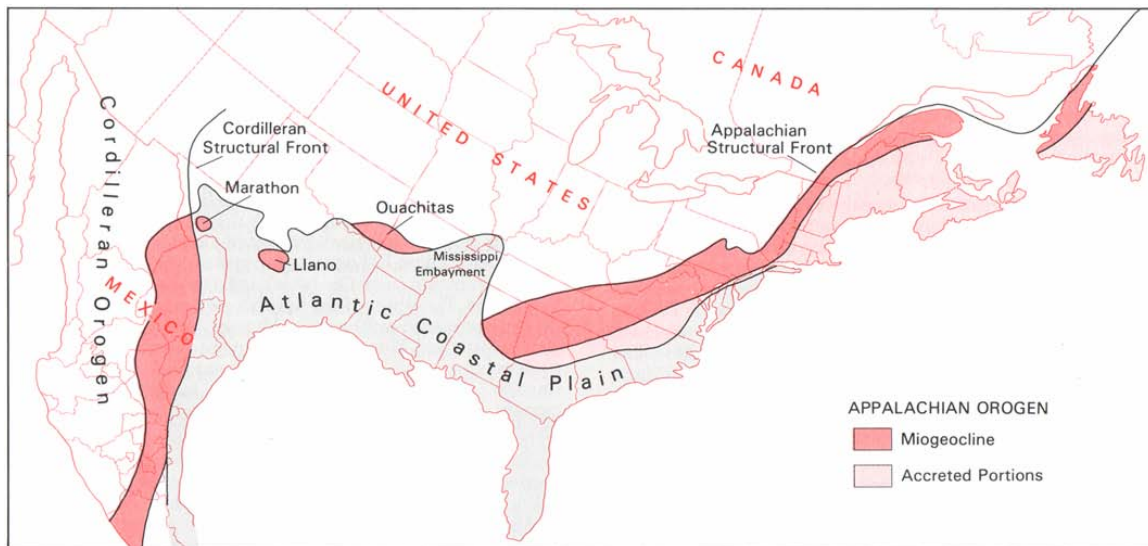 CANADA
UNITED STATES
Cordilleran Orogen
Cordilleran
Structural Front
Appalachian
Structural Front
Marathon
Ouachitas
Llano
Mississippi
Embayment
MEXICO
Atlantic Coastal Plain
APPALACHIAN OROGEN
Miogeocline
Accreted Portions